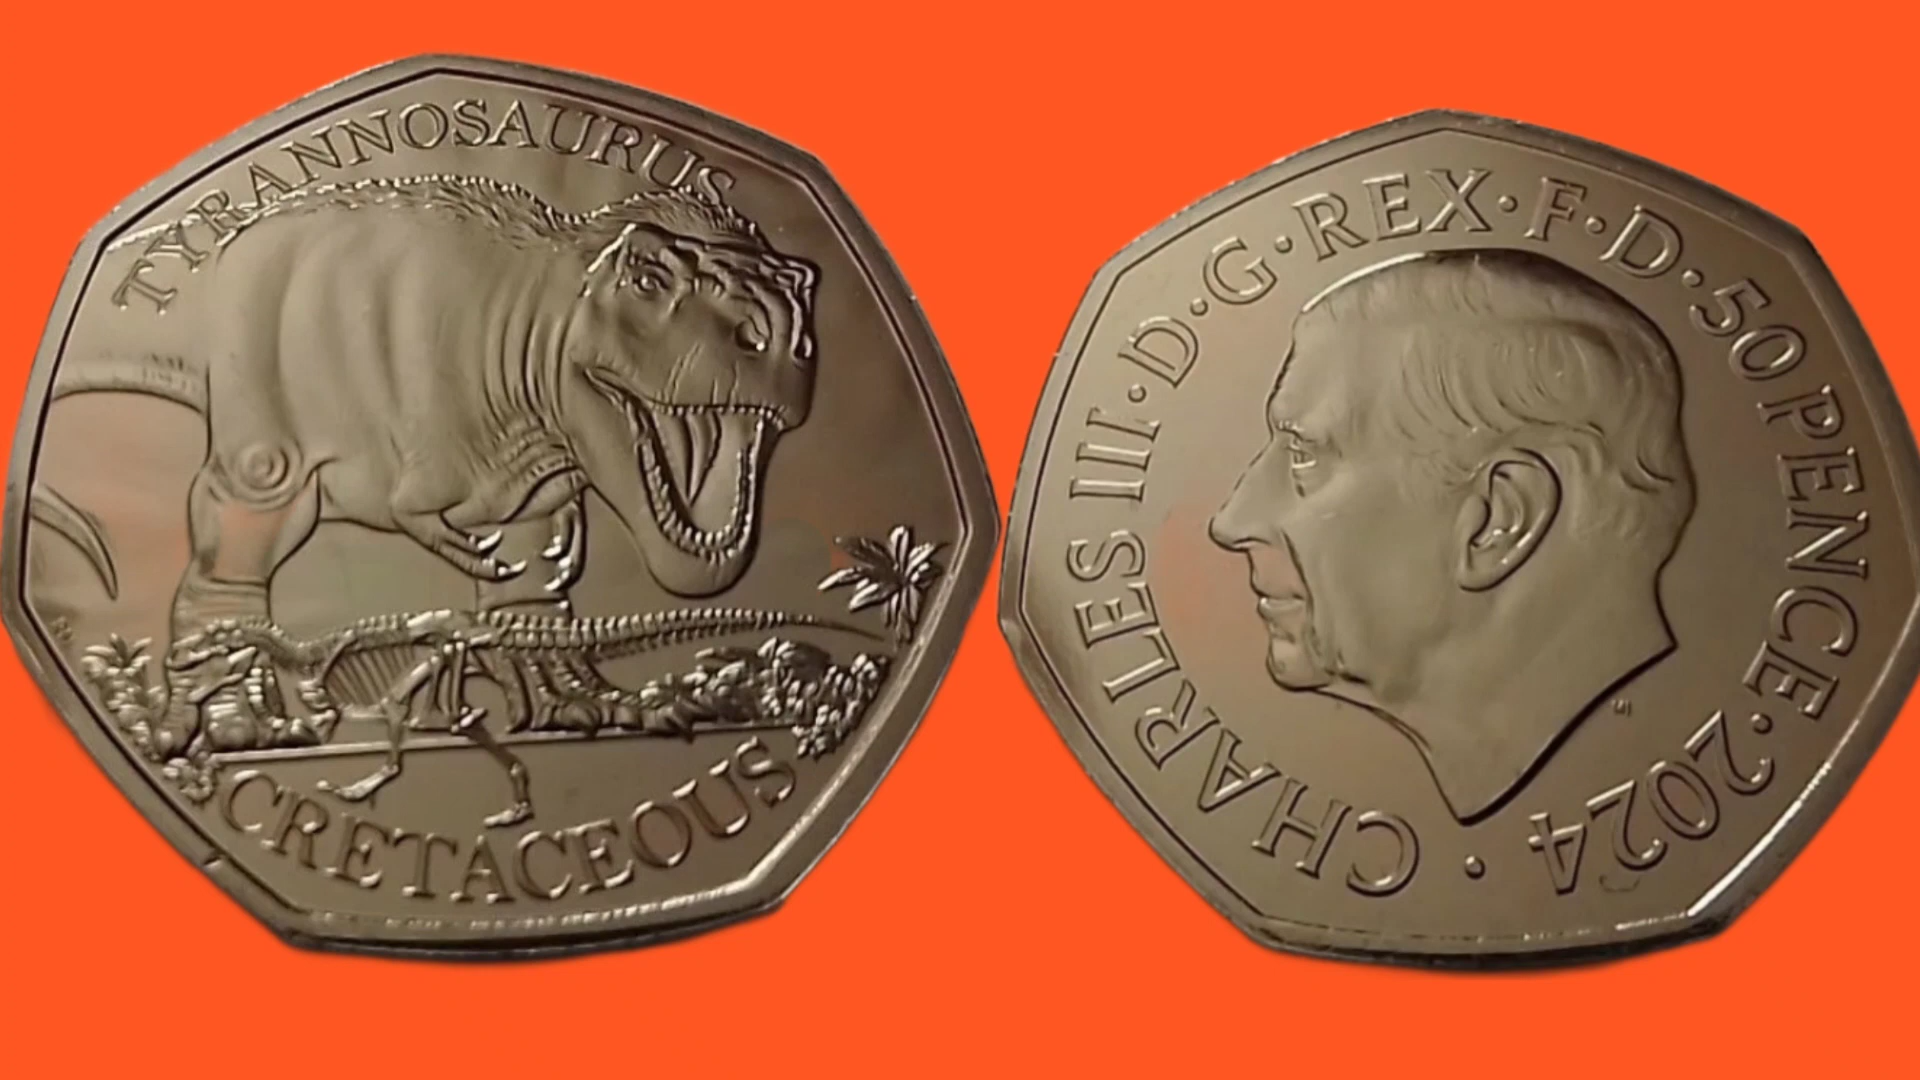 TYRANNOSAURUS
CRETACEOUS
CHARLES III·D·G·REX·F·D·50 PENCE·2024·